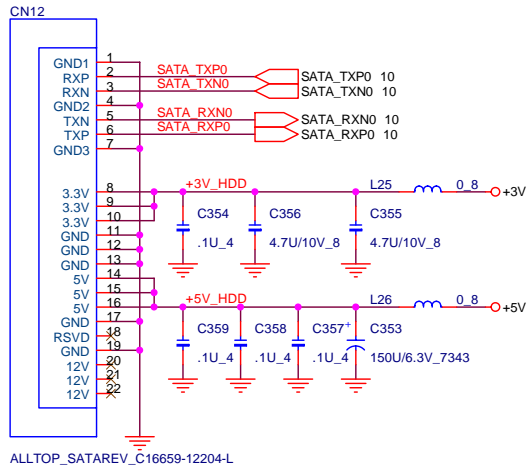 CN12
GND1 1
RXP 2 SATA_TXP0 SATA_TXP0 10
RXN 3 SATA_TXN0 SATA_TXN0 10
GND2 4
TXN 5 SATA_RXN0 SATA_RXN0 10
TXP 6 SATA_RXP0 SATA_RXP0 10
GND3 7
3.3V 8 +3V_HDD L25 0_8 +3V
3.3V 9
3.3V 10
GND 11
GND 12
GND 13
C354 C356 C355
.1U_4 4.7U/10V_8 4.7U/10V_8
5V 14
5V 15
5V 16 +5V_HDD L26 0_8 +5V
GND 17
RSVD 18
GND 19
12V 20
12V 21
12V 22
C359 C358 C357 + C353
.1U_4 .1U_4 .1U_4 150U/6.3V_7343
ALLTOP_SATAREV_C16659-12204-L